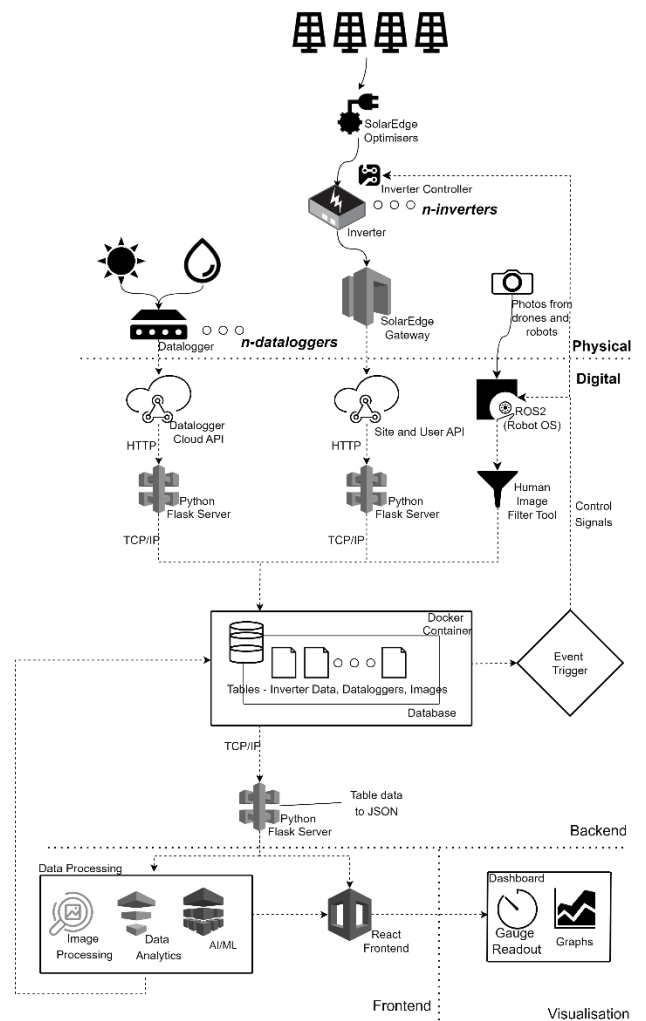 SolarEdge
Optimisers
Inverter Controller
n-inverters
Inverter
SolarEdge
Gateway
Photos from
drones and
robots
Datalogger
n-dataloggers
Physical
Digital
Datalogger
Cloud API
Site and User API
ROS2
(Robot OS)
HTTP
HTTP
Python
Flask Server
Python
Flask Server
Human
Image
Filter Tool
Control
Signals
TCP/IP
TCP/IP
Docker
Container
Tables - Inverter Data, Dataloggers, Images
Database
Event
Trigger
TCP/IP
Python
Flask Server
Table data
to JSON
Backend
Data Processing
Image
Processing
Data
Analytics
AI/ML
React
Frontend
Dashboard
Gauge
Readout
Graphs
Frontend
Visualisation